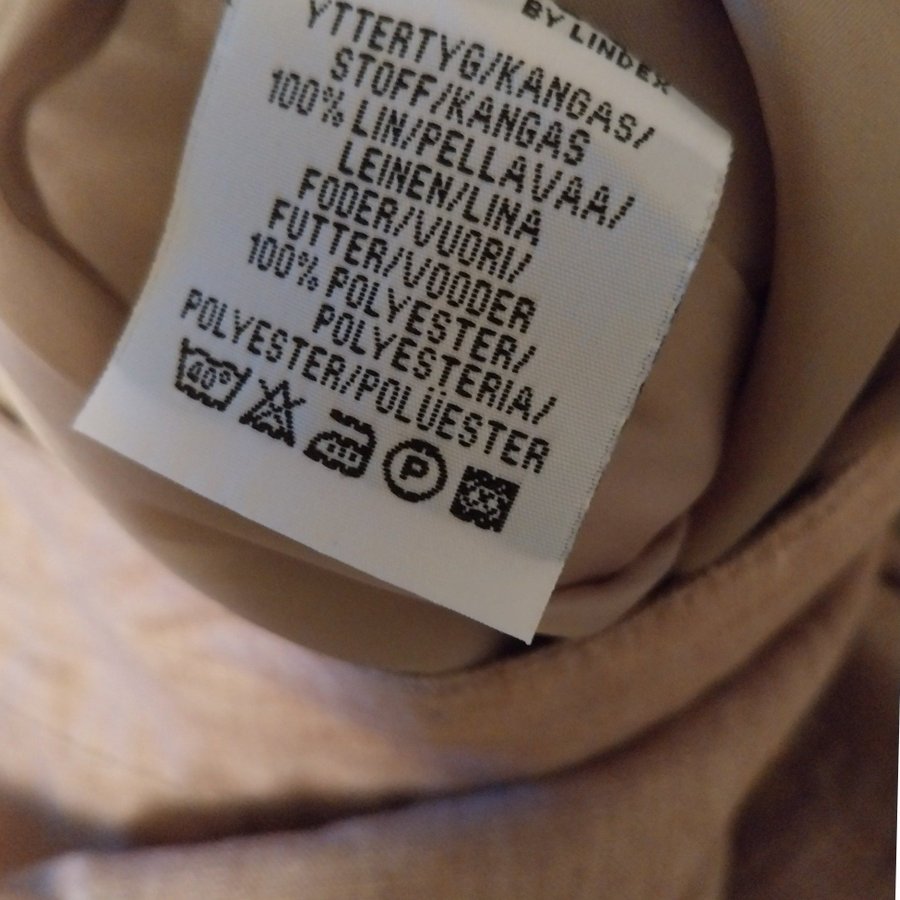 BY LINDEX
YTTERTYG/KANGAS/
STOFF/KANGAS
100% LIN/PELLAVAA/
LEINEN/LINA
FODER/VUORI/
FUTTER/VOODER
100% POLYESTER/
POLYESTERIA/
POLYESTER/POLÜESTER
40°
P